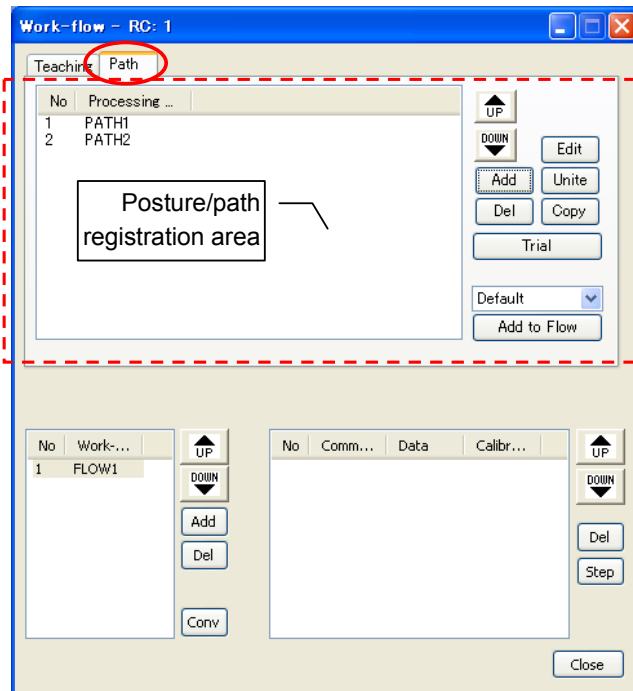 Work-flow - RC: 1
Teaching Path
No Processing ...
1 PATH1
2 PATH2
Posture/path
registration area
UP
DOWN
Edit
Add Unite
Del Copy
Trial
Default
Add to Flow
No Work-...
1 FLOW1
UP
DOWN
Add
Del
Conv
No Comm... Data Calibr...
UP
DOWN
Del
Step
Close